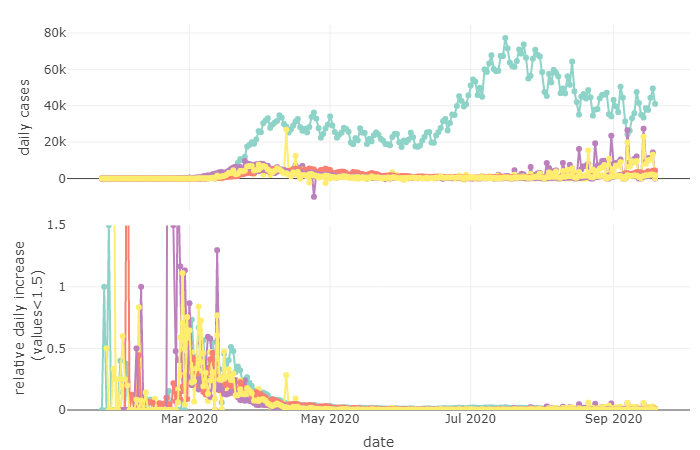 80k
60k
40k
20k
0
daily cases
1.5
1
0.5
0
relative daily increase
(values<1.5)
Mar 2020
May 2020
Jul 2020
Sep 2020
date